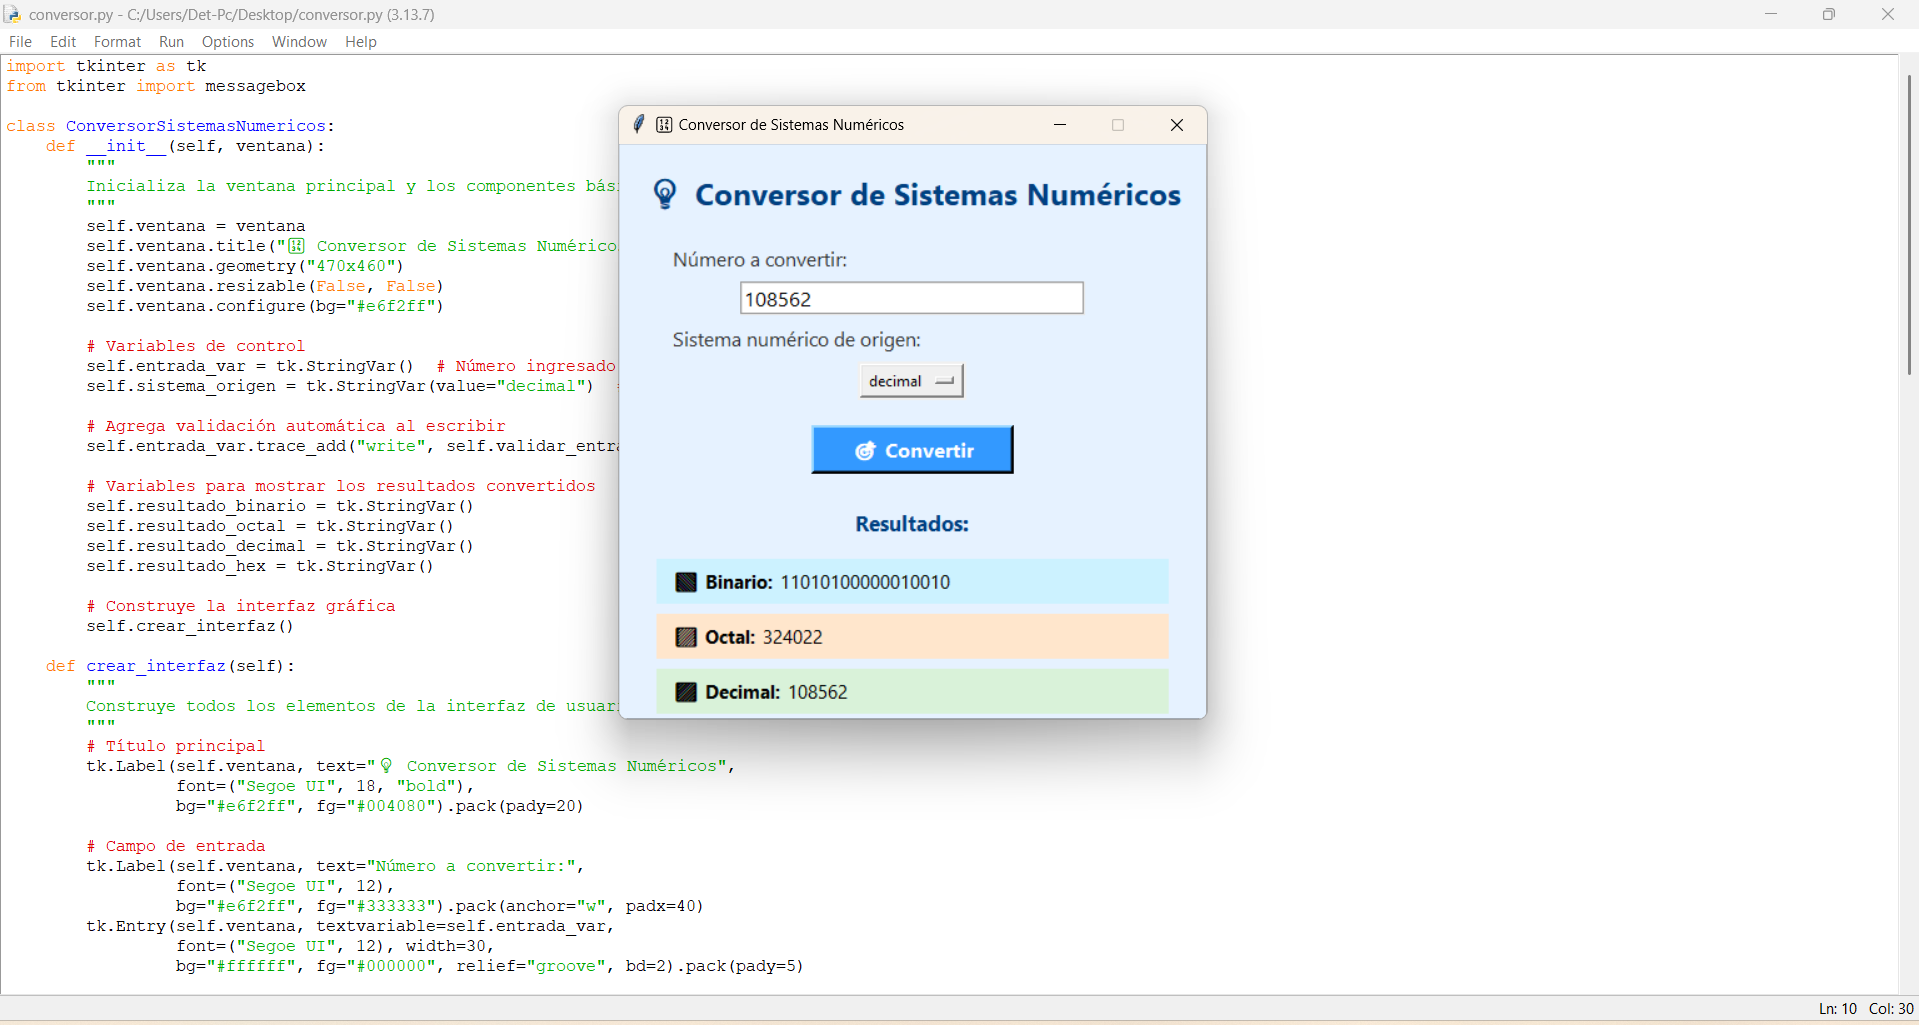 conversor.py - C:/Users/Det-Pc/Desktop/conversor.py (3.13.7)
File Edit Format Run Options Window Help
import tkinter as tk
from tkinter import messagebox
class ConversorSistemasNumericos:
    def __init__(self, ventana):
        """
        Inicializa la ventana principal y los componentes bás
        """
        self.ventana = ventana
        self.ventana.title("🔢 Conversor de Sistemas Numérico
        self.ventana.geometry("470x460")
        self.ventana.resizable(False, False)
        self.ventana.configure(bg="#e6f2ff")
        # Variables de control
        self.entrada_var = tk.StringVar()  # Número ingresado
        self.sistema_origen = tk.StringVar(value="decimal")  #
        # Agrega validación automática al escribir
        self.entrada_var.trace_add("write", self.validar_entra
        # Variables para mostrar los resultados convertidos
        self.resultado_binario = tk.StringVar()
        self.resultado_octal = tk.StringVar()
        self.resultado_decimal = tk.StringVar()
        self.resultado_hex = tk.StringVar()
        # Construye la interfaz gráfica
        self.crear_interfaz()
    def crear_interfaz(self):
        """
        Construye todos los elementos de la interfaz de usuar
        """
        # Título principal
        tk.Label(self.ventana, text="💡 Conversor de Sistemas Numéricos",
                 font=("Segoe UI", 18, "bold"),
                 bg="#e6f2ff", fg="#004080").pack(pady=20)
        # Campo de entrada
        tk.Label(self.ventana, text="Número a convertir:",
                 font=("Segoe UI", 12),
                 bg="#e6f2ff", fg="#333333").pack(anchor="w", padx=40)
        tk.Entry(self.ventana, textvariable=self.entrada_var,
                 font=("Segoe UI", 12), width=30,
                 bg="#ffffff", fg="#000000", relief="groove", bd=2).pack(pady=5)
🔢 Conversor de Sistemas Numéricos
💡 Conversor de Sistemas Numéricos
Número a convertir:
108562
Sistema numérico de origen:
decimal
🎯 Convertir
Resultados:
Binario: 11010100000010010
Octal: 324022
Decimal: 108562
Ln: 10 Col: 30